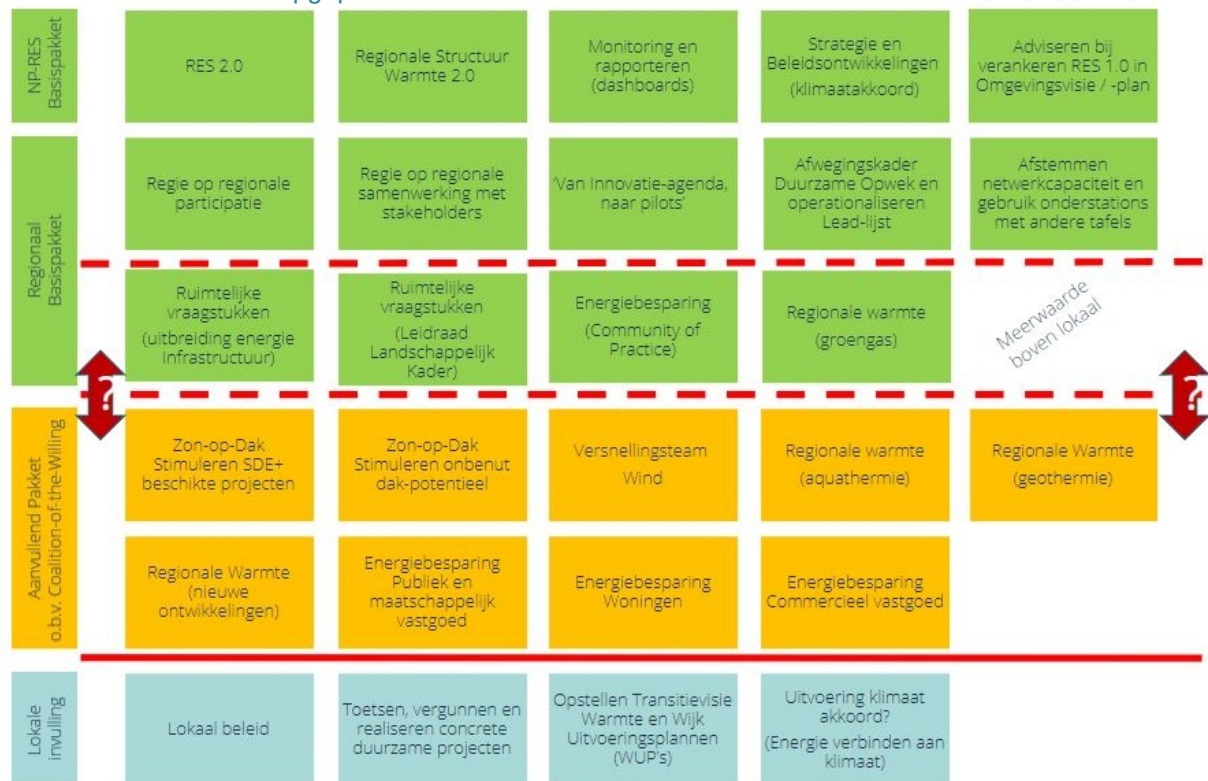 NP-RES
Basispakket
RES 2.0
Regionale Structuur
Warmte 2.0
Monitoring en
rapporteren
(dashboards)
Strategie en
Beleidsontwikkelingen
(klimaatakkoord)
Adviseren bij
verankeren RES 1.0 in
Omgevingsvisie / -plan
Regionaal
Basispakket
Regie op regionale
participatie
Regie op regionale
samenwerking met
stakeholders
'Van Innovatie-agenda,
naar pilots'
Afwegingskader
Duurzame Opwek en
operationaliseren
Lead-lijst
Afstemmen
netwerkcapaciteit en
gebruik onderstations
met andere tafels
Ruimtelijke
vraagstukken
(uitbreiding energie
Infrastructuur)
Ruimtelijke
vraagstukken
(Leidraad
Landschappelijk
Kader)
Energiebesparing
(Community of
Practice)
Regionale warmte
(groengas)
Meerwaarde
boven lokaal
?
?
Aanvullend Pakket
o.b.v. Coalition-of-the-Willing
Zon-op-Dak
Stimuleren SDE+
beschikte projecten
Zon-op-Dak
Stimuleren onbenut
dak-potentieel
Versnellingsteam
Wind
Regionale warmte
(aquathermie)
Regionale Warmte
(geothermie)
Regionale Warmte
(nieuwe
ontwikkelingen)
Energiebesparing
Publiek en
maatschappelijk
vastgoed
Energiebesparing
Woningen
Energiebesparing
Commercieel vastgoed
Lokale
invulling
Lokaal beleid
Toetsen, vergunnen en
realiseren concrete
duurzame projecten
Opstellen Transitievisie
Warmte en Wijk
Uitvoeringsplannen
(WUP's)
Uitvoering klimaat
akkoord?
(Energie verbinden aan
klimaat)